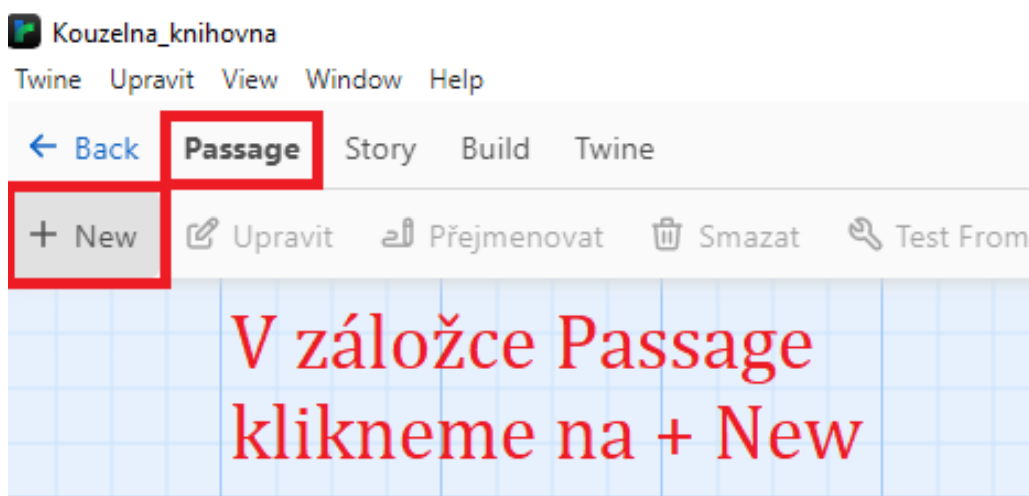 Kouzelna_knihovna
Twine Upravit View Window Help
← Back Passage Story Build Twine
+ New Upravit Přejmenovat Smazat Test From
V záložce Passage
klikneme na + New